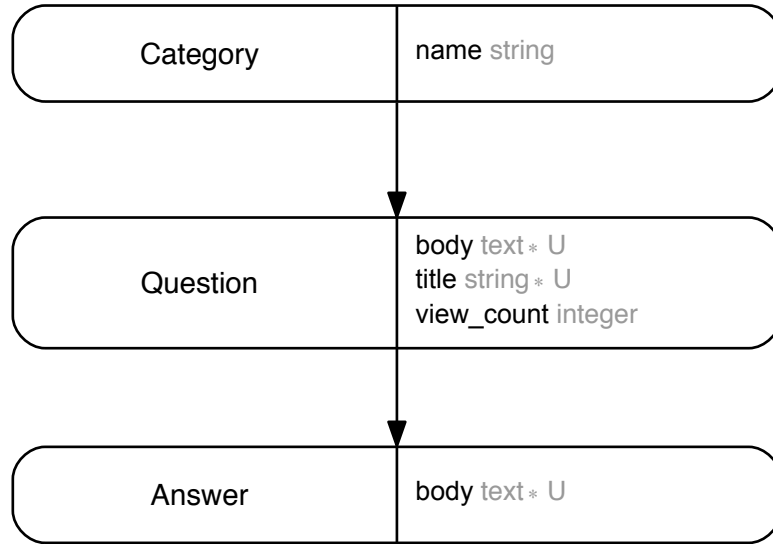 Category
name string
Question
body text * U
title string * U
view_count integer
Answer
body text * U